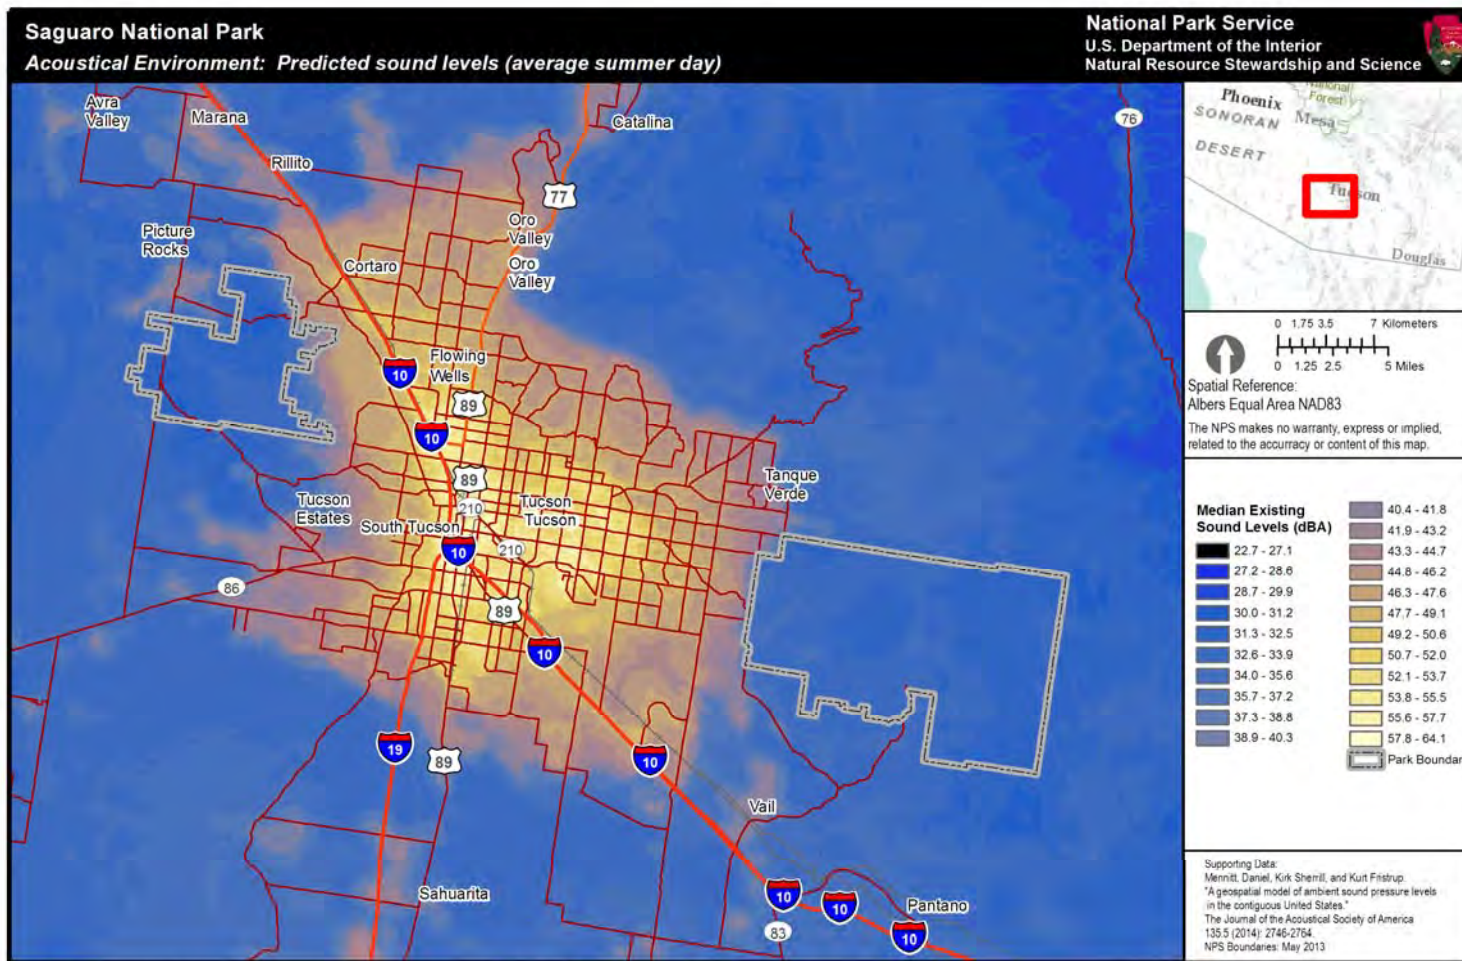 Saguaro National Park
Acoustical Environment: Predicted sound levels (average summer day)
National Park Service
U.S. Department of the Interior
Natural Resource Stewardship and Science
Avra
Valley
Marana
Rillito
Catalina
76
77
Picture
Rocks
Oro
Valley
Oro
Valley
Cortaro
Flowing
Wells
10
89
10
89
Tanque
Verde
Tucson
Estates
210
Tucson
Tucson
South Tucson
10
210
86
89
10
19
89
10
Vail
Sahuarita
10
10
Pantano
83
10
National
Forest
Phoenix
Mesa
SONORAN
DESERT
Tucson
Douglas
0 1.75 3.5 7 Kilometers
0 1.25 2.5 5 Miles
Spatial Reference:
Albers Equal Area NAD83
The NPS makes no warranty, express or implied,
related to the accurracy or content of this map.
Median Existing
Sound Levels (dBA)
22.7 - 27.1
27.2 - 28.6
28.7 - 29.9
30.0 - 31.2
31.3 - 32.5
32.6 - 33.9
34.0 - 35.6
35.7 - 37.2
37.3 - 38.8
38.9 - 40.3
40.4 - 41.8
41.9 - 43.2
43.3 - 44.7
44.8 - 46.2
46.3 - 47.6
47.7 - 49.1
49.2 - 50.6
50.7 - 52.0
52.1 - 53.7
53.8 - 55.5
55.6 - 57.7
57.8 - 64.1
Park Boundar
Supporting Data:
Mennitt, Daniel, Kirk Sherrill, and Kurt Fristrup.
"A geospatial model of ambient sound pressure levels
in the contiguous United States."
The Journal of the Acoustical Society of America
135.5 (2014): 2746-2764.
NPS Boundaries: May 2013